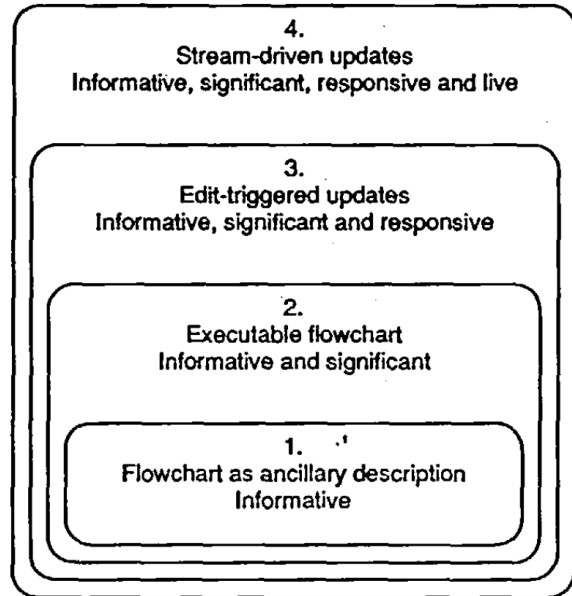 4.
Stream-driven updates
Informative, significant, responsive and live
3.
Edit-triggered updates
Informative, significant and responsive
2.
Executable flowchart
Informative and significant
1.
Flowchart as ancillary description
Informative